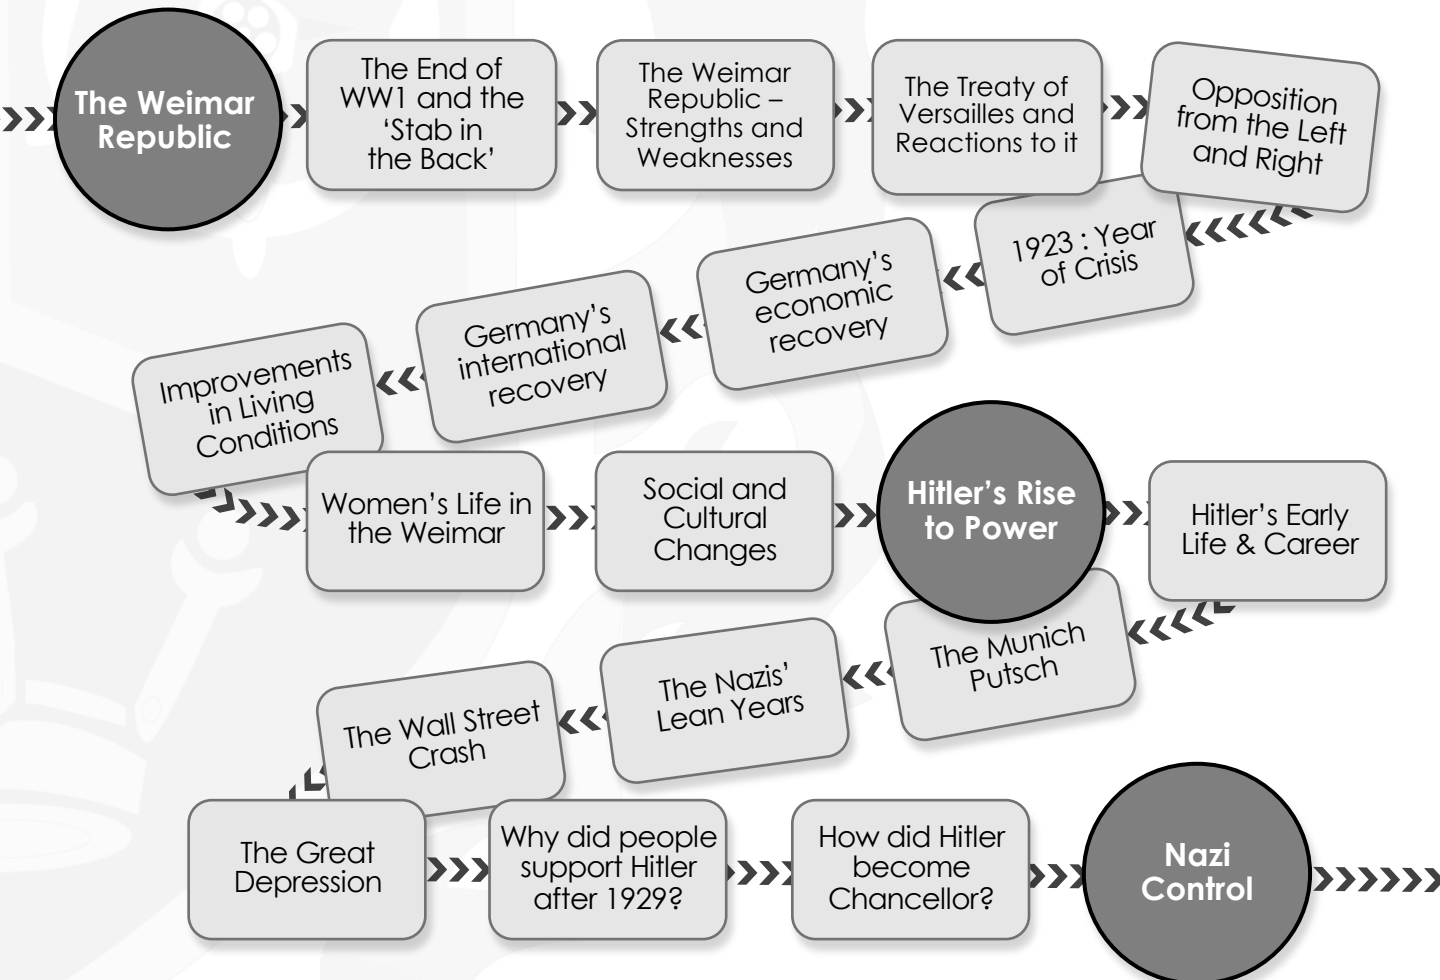 The Weimar
Republic
The End of
WW1 and the
‘Stab in
the Back’
The Weimar
Republic –
Strengths and
Weaknesses
The Treaty of
Versailles and
Reactions to it
Opposition
from the Left
and Right
1923 : Year
of Crisis
Germany’s
economic
recovery
Germany’s
international
recovery
Improvements
in Living
Conditions
Women’s Life in
the Weimar
Social and
Cultural
Changes
Hitler’s Rise
to Power
Hitler’s Early
Life & Career
The Munich
Putsch
The Nazis’
Lean Years
The Wall Street
Crash
The Great
Depression
Why did people
support Hitler
after 1929?
How did Hitler
become
Chancellor?
Nazi
Control